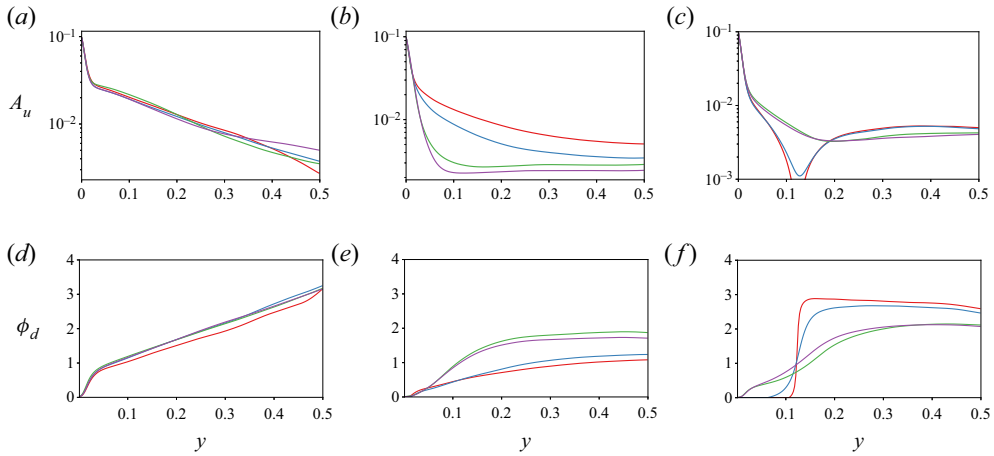 (a) (b) (c)
10⁻¹ 10⁻¹ 10⁻¹
A_u 10⁻² 10⁻² 10⁻²
10⁻³
0 0.1 0.2 0.3 0.4 0.5 0 0.1 0.2 0.3 0.4 0.5 0 0.1 0.2 0.3 0.4 0.5
(d) (e) (f)
4 4 4
3 3 3
ϕ_d 2 2 2
1 1 1
0 0 0
0.1 0.2 0.3 0.4 0.5 0.1 0.2 0.3 0.4 0.5 0.1 0.2 0.3 0.4 0.5
y y y